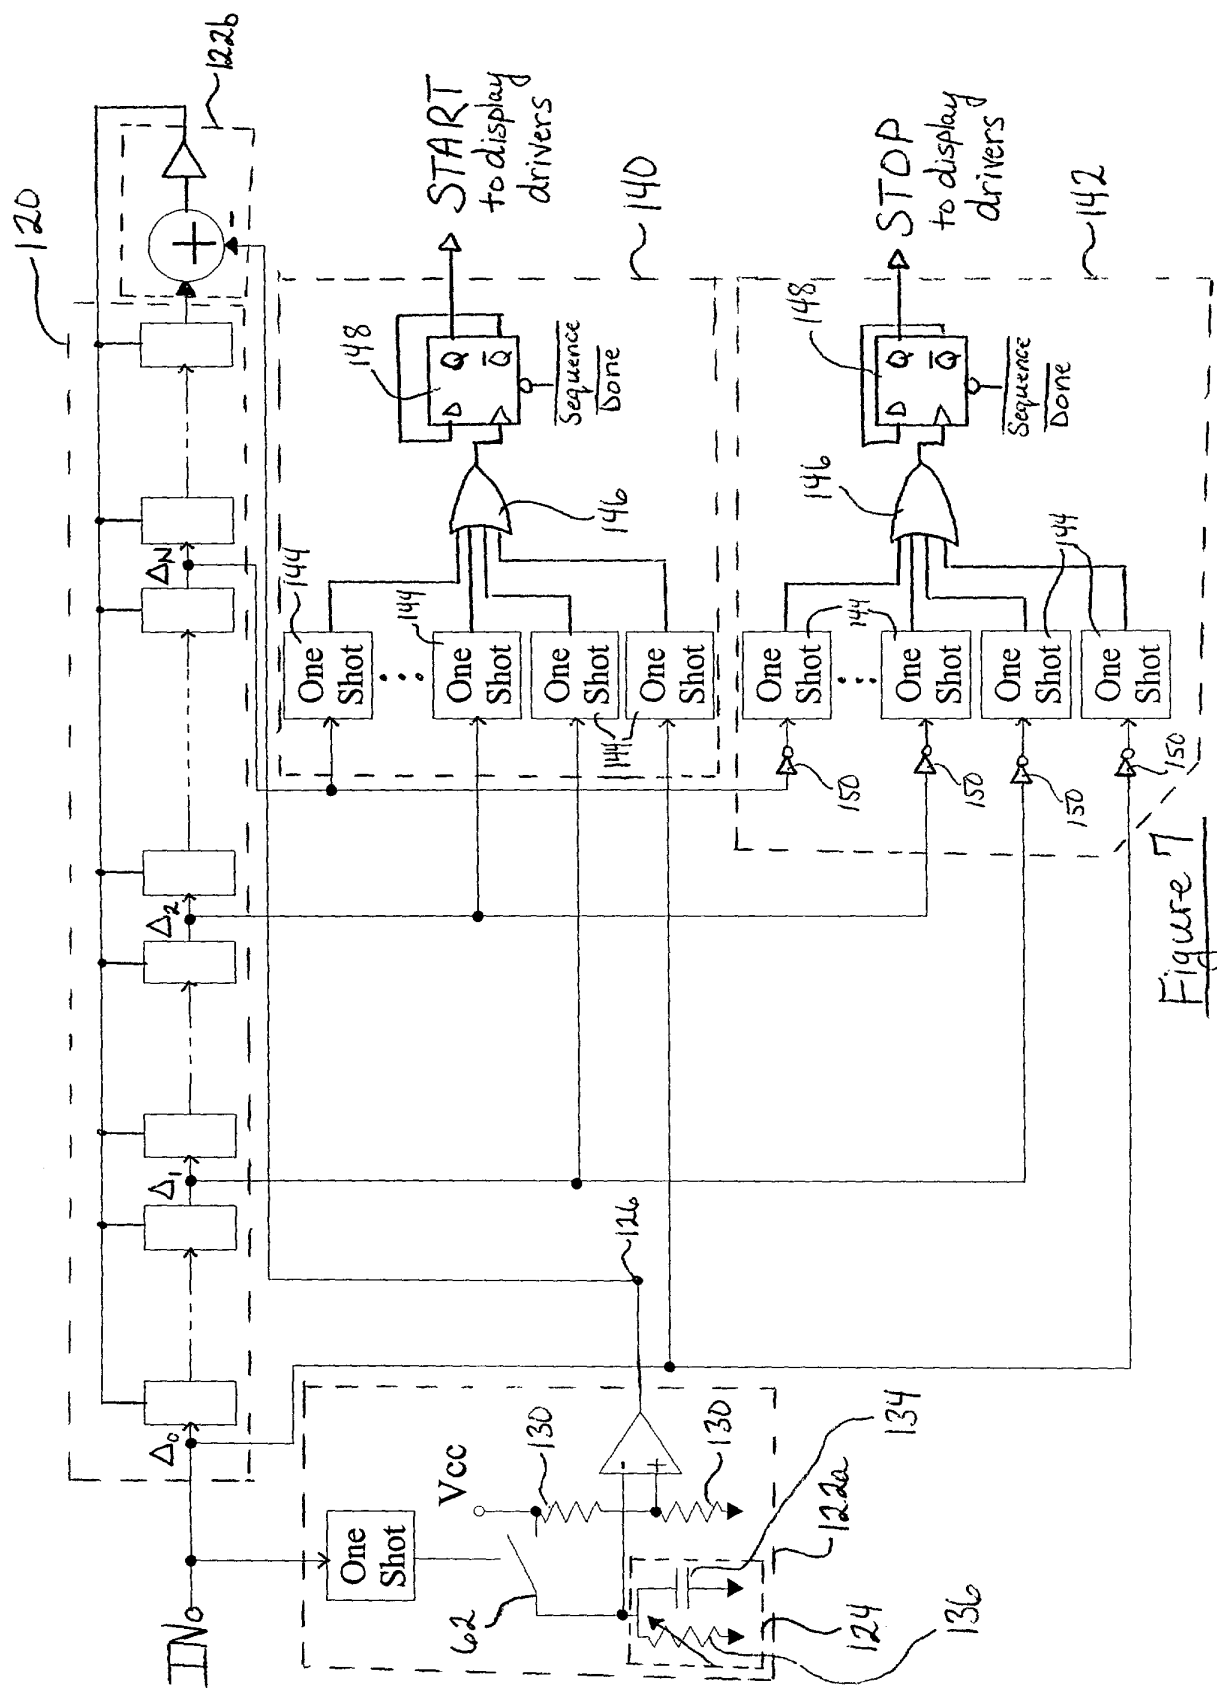 120
122b
IN₀
Δ₀
Δ₁
Δ₂
ΔN
+
-
START
to display
drivers
140
148
D
Q
Q̅
Sequence
Done
146
144
One
Shot
144
One
Shot
One
Shot
144
One
Shot
144
STOP
to display
drivers
142
148
D
Q
Q̅
Sequence
Done
146
One
Shot
144
One
Shot
One
Shot
144
One
Shot
150
150
150
150
126
One
Shot
Vcc
130
130
-
+
62
134
122a
124
136
Figure 7